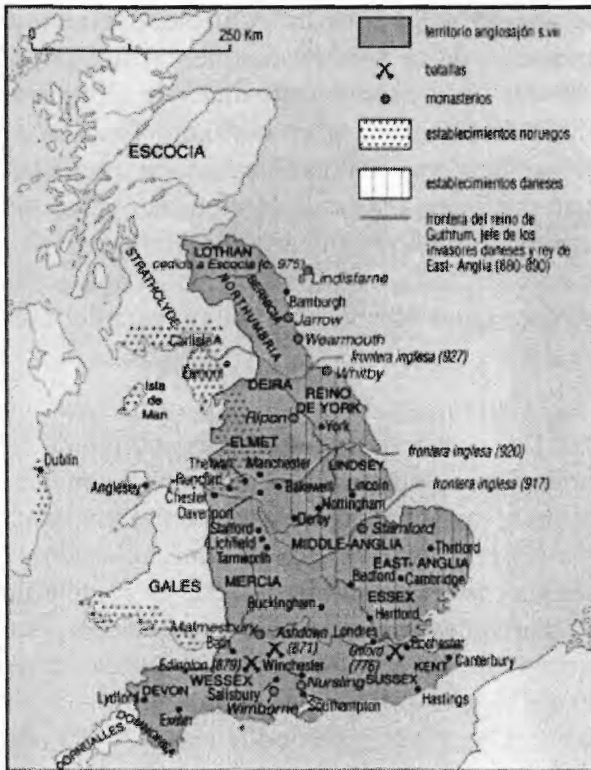 0 250 Km
territorio anglosajón s.viii
batallas
monasterios
establecimientos noruegos
establecimientos daneses
frontera del reino de
Guthrum, jefe de los
invasores daneses y rey de
East-Anglia (880-890)
ESCOCIA
STRATHCLYDE
LOTHIAN
cedido a Escocia (c. 975)
BERNICIA
NORTHUMBRIA
Lindisfarne
Bamburgh
Jarrow
Wearmouth
Carlisle
frontera inglesa (927)
Whitby
Isla
de
Man
DEIRA
REINO
DE YORK
Ripon
York
ELMET
frontera inglesa (920)
Dublin
Thelwall
Manchester
LINDSEY
Runcorn
Anglesey
Bakewell
Lincoln
frontera inglesa (917)
Chester
Davenport
Nottingham
Derby
Stafford
Stamford
Lichfield
MIDDLE-ANGLIA
Tamworth
Thetford
EAST-ANGLIA
GALES
MERCIA
Bedford
Cambridge
ESSEX
Buckingham
Hertford
Malmesbury
Ashdown
(871)
Londres
Bath
Otford
(776)
Rochester
Edington (879)
Winchester
KENT
Canterbury
WESSEX
Nursling
SUSSEX
Lydford
DEVON
Salisbury
Wimborne
Southampton
Hastings
Exeter
CORNUALLES